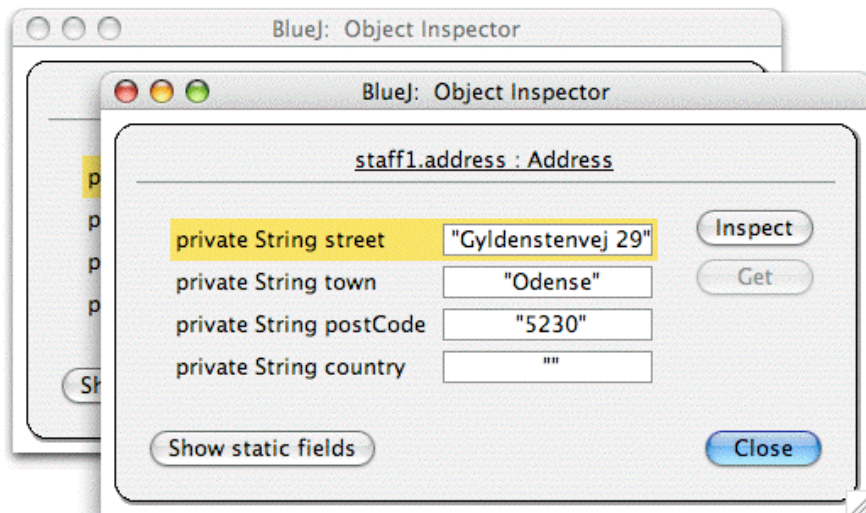 BlueJ: Object Inspector
BlueJ: Object Inspector
staff1.address : Address
p
private String street "Gyldenstenvej 29" Inspect
p
private String town "Odense" Get
p
private String postCode "5230"
p
private String country ""
Sh
Show static fields Close